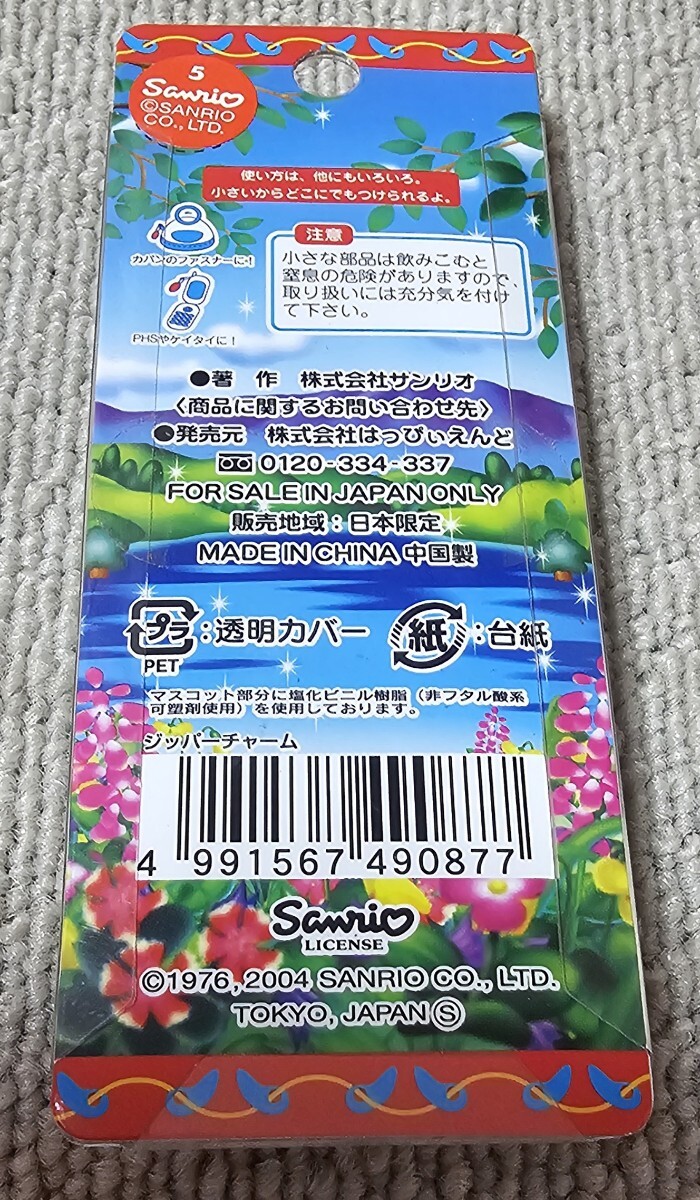 5
Sanrio
©SANRIO
CO., LTD.
使い方は、他にもいろいろ。
小さいからどこにでもつけられるよ。
カバンのファスナーに！
PHSやケイタイに！
注意
小さな部品は飲みこむと
窒息の危険がありますので、
取り扱いには充分気を付け
て下さい。
●著 作 株式会社サンリオ
〈商品に関するお問い合わせ先〉
●発売元 株式会社はっぴぃえんど
0120-334-337
FOR SALE IN JAPAN ONLY
販売地域：日本限定
MADE IN CHINA 中国製
プラ：透明カバー
PET
紙：台紙
マスコット部分に塩化ビニル樹脂（非フタル酸系
可塑剤使用）を使用しております。
ジッパーチャーム
4 991567 490877
Sanrio
LICENSE
©1976, 2004 SANRIO CO., LTD.
TOKYO, JAPAN Ⓢ